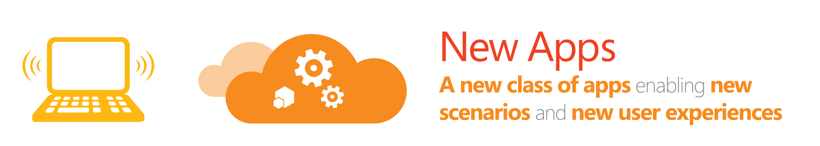 New Apps
A new class of apps enabling new
scenarios and new user experiences